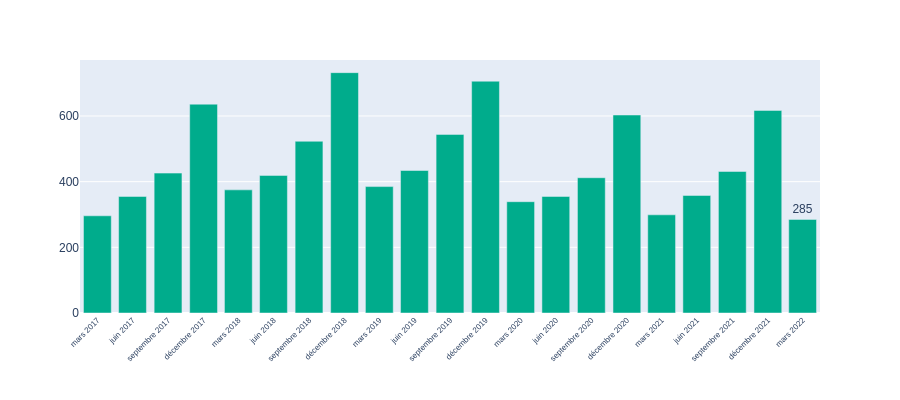 600
400
200
0
285
mars 2017
juin 2017
septembre 2017
décembre 2017
mars 2018
juin 2018
septembre 2018
décembre 2018
mars 2019
juin 2019
septembre 2019
décembre 2019
mars 2020
juin 2020
septembre 2020
décembre 2020
mars 2021
juin 2021
septembre 2021
décembre 2021
mars 2022